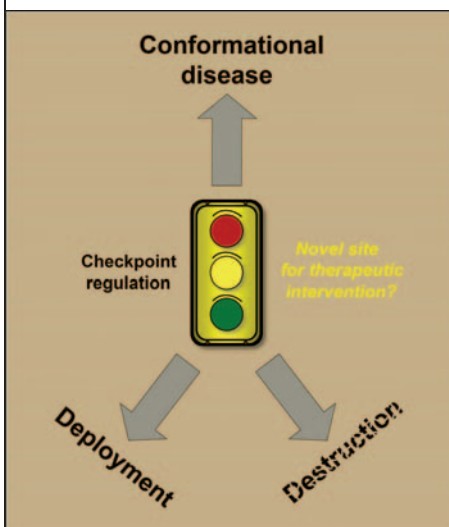 Conformational
disease
Checkpoint
regulation
Novel site
for therapeutic
intervention?
Deployment
Destruction